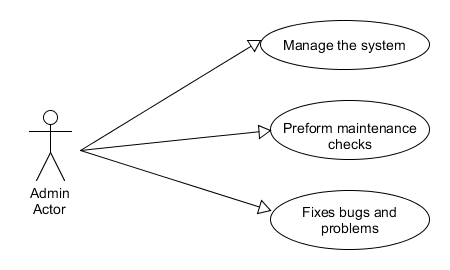 Manage the system
Preform maintenance
checks
Admin
Actor
Fixes bugs and
problems